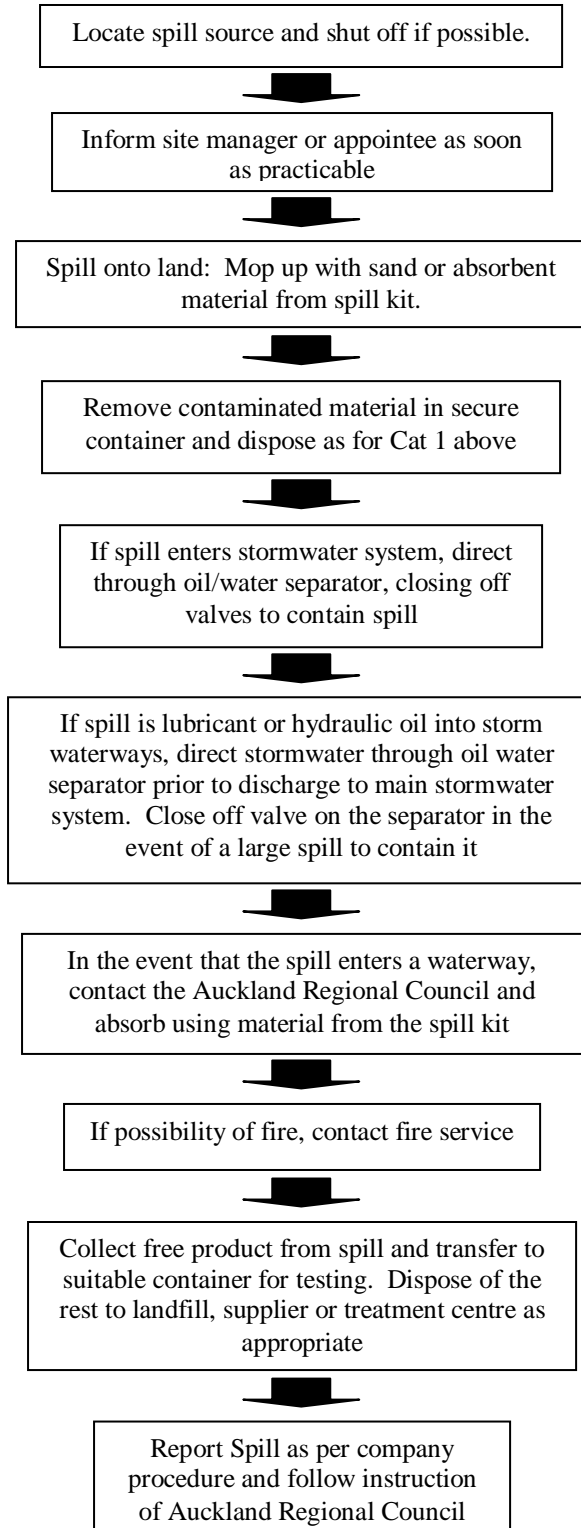 Locate spill source and shut off if possible.
Inform site manager or appointee as soon
as practicable
Spill onto land:  Mop up with sand or absorbent
material from spill kit.
Remove contaminated material in secure
container and dispose as for Cat 1 above
If spill enters stormwater system, direct
through oil/water separator, closing off
valves to contain spill
If spill is lubricant or hydraulic oil into storm
waterways, direct stormwater through oil water
separator prior to discharge to main stormwater
system.  Close off valve on the separator in the
event of a large spill to contain it
In the event that the spill enters a waterway,
contact the Auckland Regional Council and
absorb using material from the spill kit
If possibility of fire, contact fire service
Collect free product from spill and transfer to
suitable container for testing.  Dispose of the
rest to landfill, supplier or treatment centre as
appropriate
Report Spill as per company
procedure and follow instruction
of Auckland Regional Council